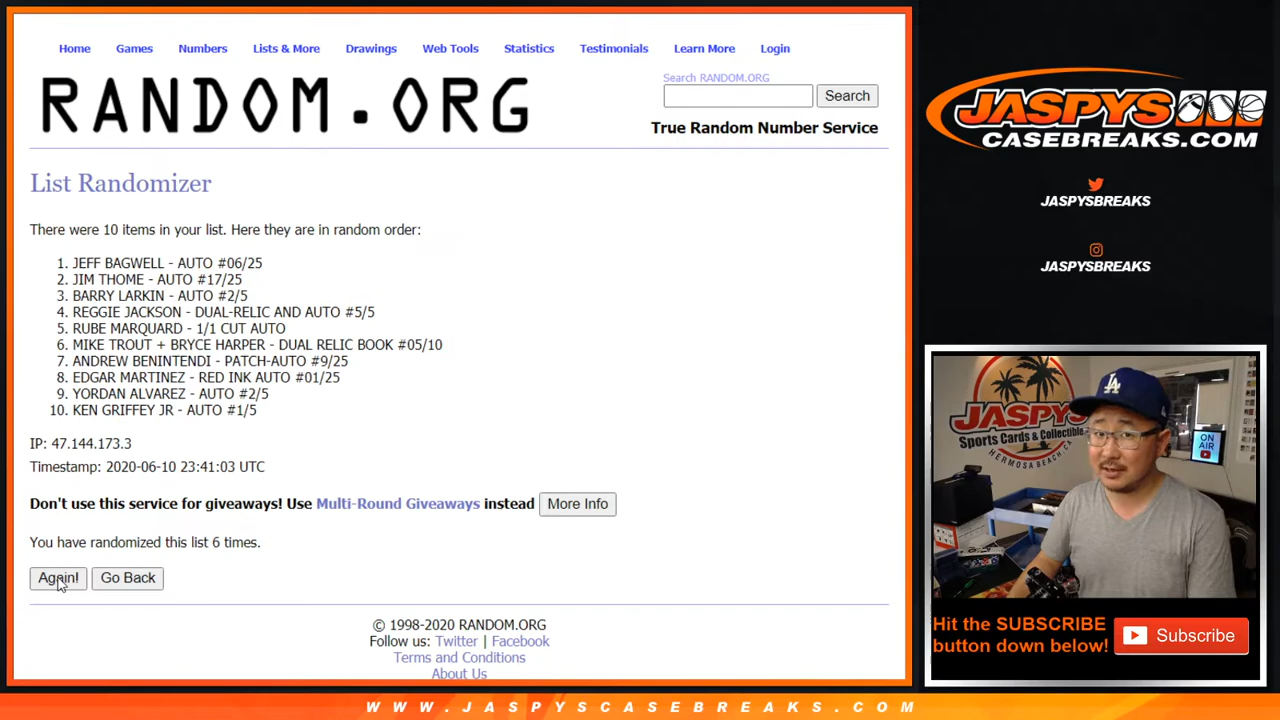 Home Games Numbers Lists & More Drawings Web Tools Statistics Testimonials Learn More Login
RANDOM.ORG
Search RANDOM.ORG
Search
True Random Number Service
List Randomizer
There were 10 items in your list. Here they are in random order:
1. JEFF BAGWELL - AUTO #06/25
2. JIM THOME - AUTO #17/25
3. BARRY LARKIN - AUTO #2/5
4. REGGIE JACKSON - DUAL-RELIC AND AUTO #5/5
5. RUBE MARQUARD - 1/1 CUT AUTO
6. MIKE TROUT + BRYCE HARPER - DUAL RELIC BOOK #05/10
7. ANDREW BENINTENDI - PATCH-AUTO #9/25
8. EDGAR MARTINEZ - RED INK AUTO #01/25
9. YORDAN ALVAREZ - AUTO #2/5
10. KEN GRIFFEY JR - AUTO #1/5
IP: 47.144.173.3
Timestamp: 2020-06-10 23:41:03 UTC
Don't use this service for giveaways! Use Multi-Round Giveaways instead More Info
You have randomized this list 6 times.
Again! Go Back
© 1998-2020 RANDOM.ORG
Follow us: Twitter | Facebook
Terms and Conditions
About Us
JASPYS
CASEBREAKS.COM
JASPYSBREAKS
JASPYSBREAKS
JASPYS
Sports Cards & Collectible
HERMOSA BEACH, CA
LA
ON
AIR
Hit the SUBSCRIBE
button down below!
Subscribe
WWW.JASPYSCASEBREAKS.COM